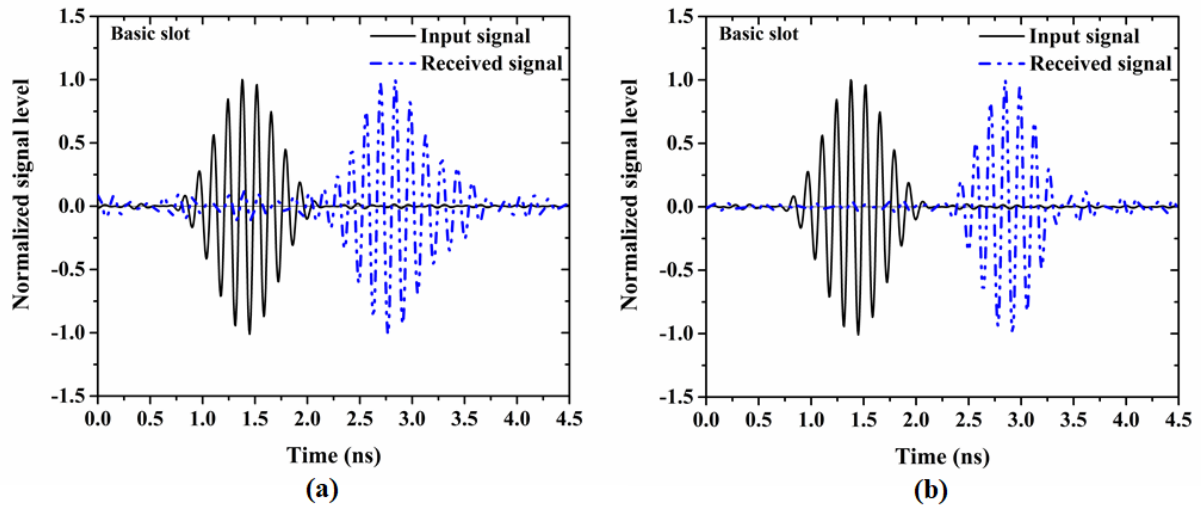 Basic slot
Input signal
Received signal
Normalized signal level
1.5
1.0
0.5
0.0
-0.5
-1.0
-1.5
0.0 0.5 1.0 1.5 2.0 2.5 3.0 3.5 4.0 4.5
Time (ns)
(a)
Basic slot
Input signal
Received signal
Normalized signal level
1.5
1.0
0.5
0.0
-0.5
-1.0
-1.5
0.0 0.5 1.0 1.5 2.0 2.5 3.0 3.5 4.0 4.5
Time (ns)
(b)